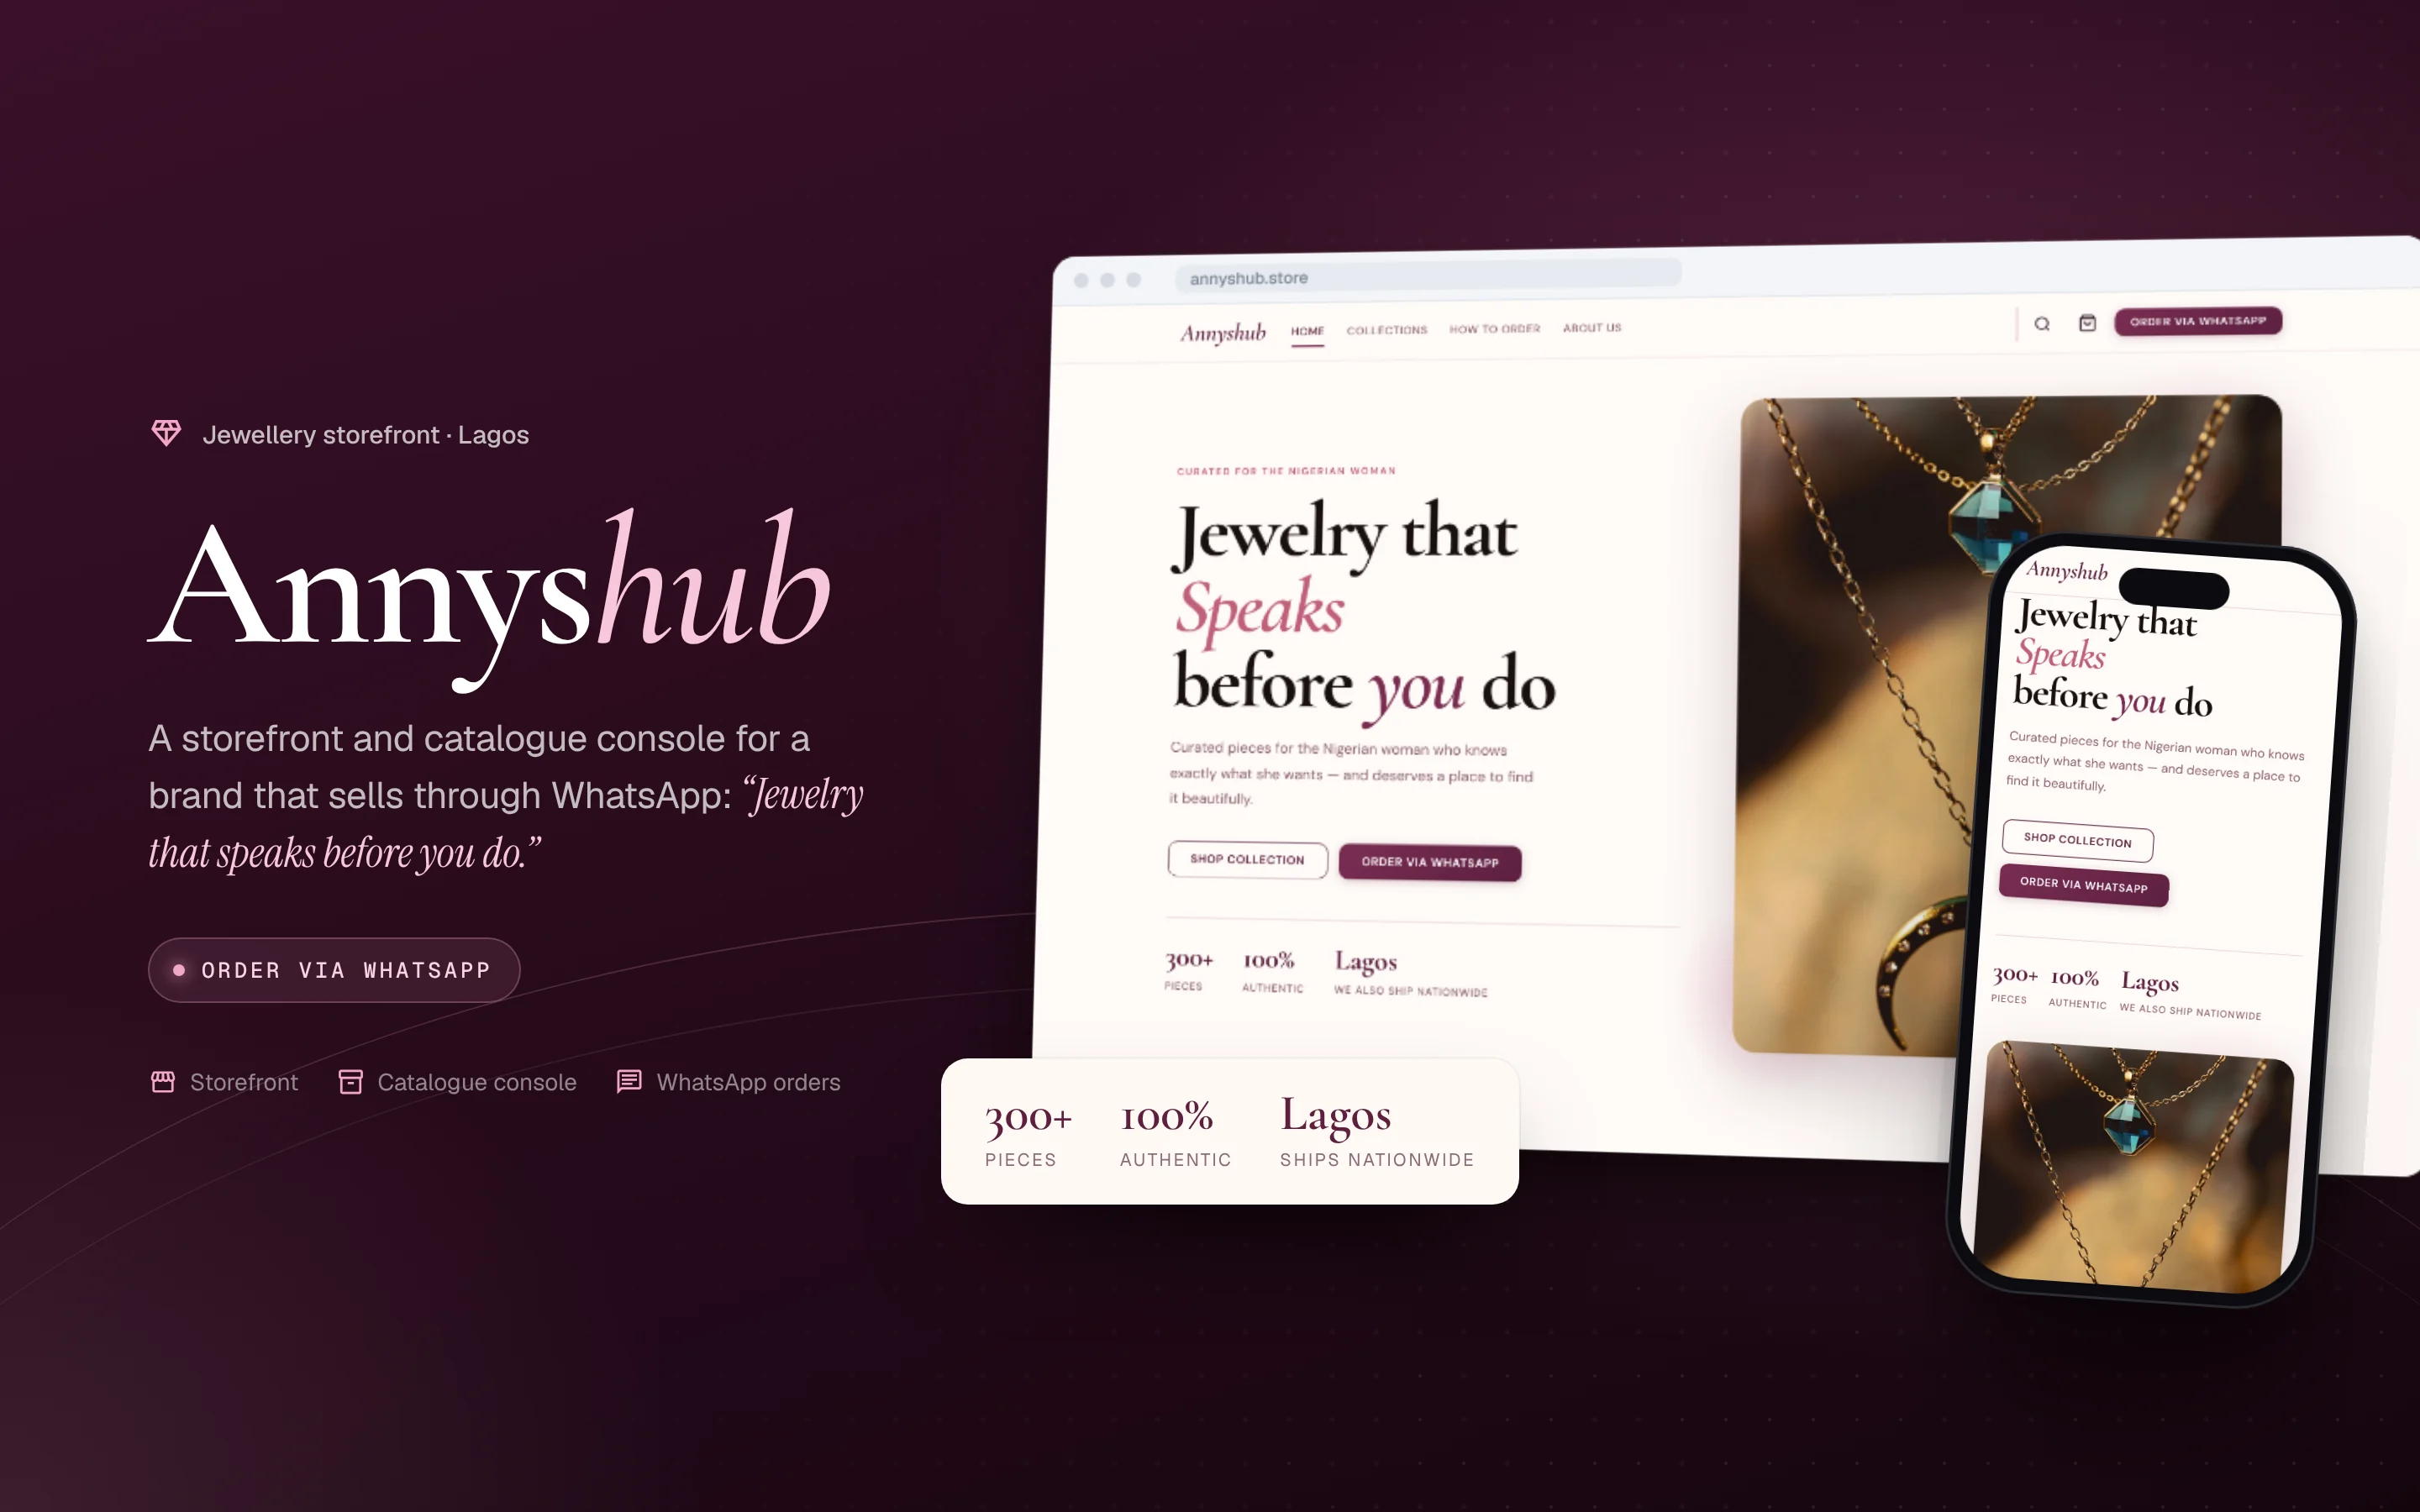 Jewellery storefront · Lagos
Annyshub
A storefront and catalogue console for a
brand that sells through WhatsApp: “Jewelry
that speaks before you do.”
ORDER VIA WHATSAPP
Storefront
Catalogue console
WhatsApp orders
annyshub.store
Annyshub
HOME
COLLECTIONS
HOW TO ORDER
ABOUT US
ORDER VIA WHATSAPP
CURATED FOR THE NIGERIAN WOMAN
Jewelry that
Speaks
before you do
Curated pieces for the Nigerian woman who knows
exactly what she wants — and deserves a place to find
it beautifully.
SHOP COLLECTION
ORDER VIA WHATSAPP
300+
PIECES
100%
AUTHENTIC
Lagos
WE ALSO SHIP NATIONWIDE
300+
PIECES
100%
AUTHENTIC
Lagos
SHIPS NATIONWIDE
Annyshub
Jewelry that
Speaks
before you do
Curated pieces for the Nigerian woman who knows
exactly what she wants — and deserves a place to
find it beautifully.
SHOP COLLECTION
ORDER VIA WHATSAPP
300+
PIECES
100%
AUTHENTIC
Lagos
WE ALSO SHIP NATIONWIDE